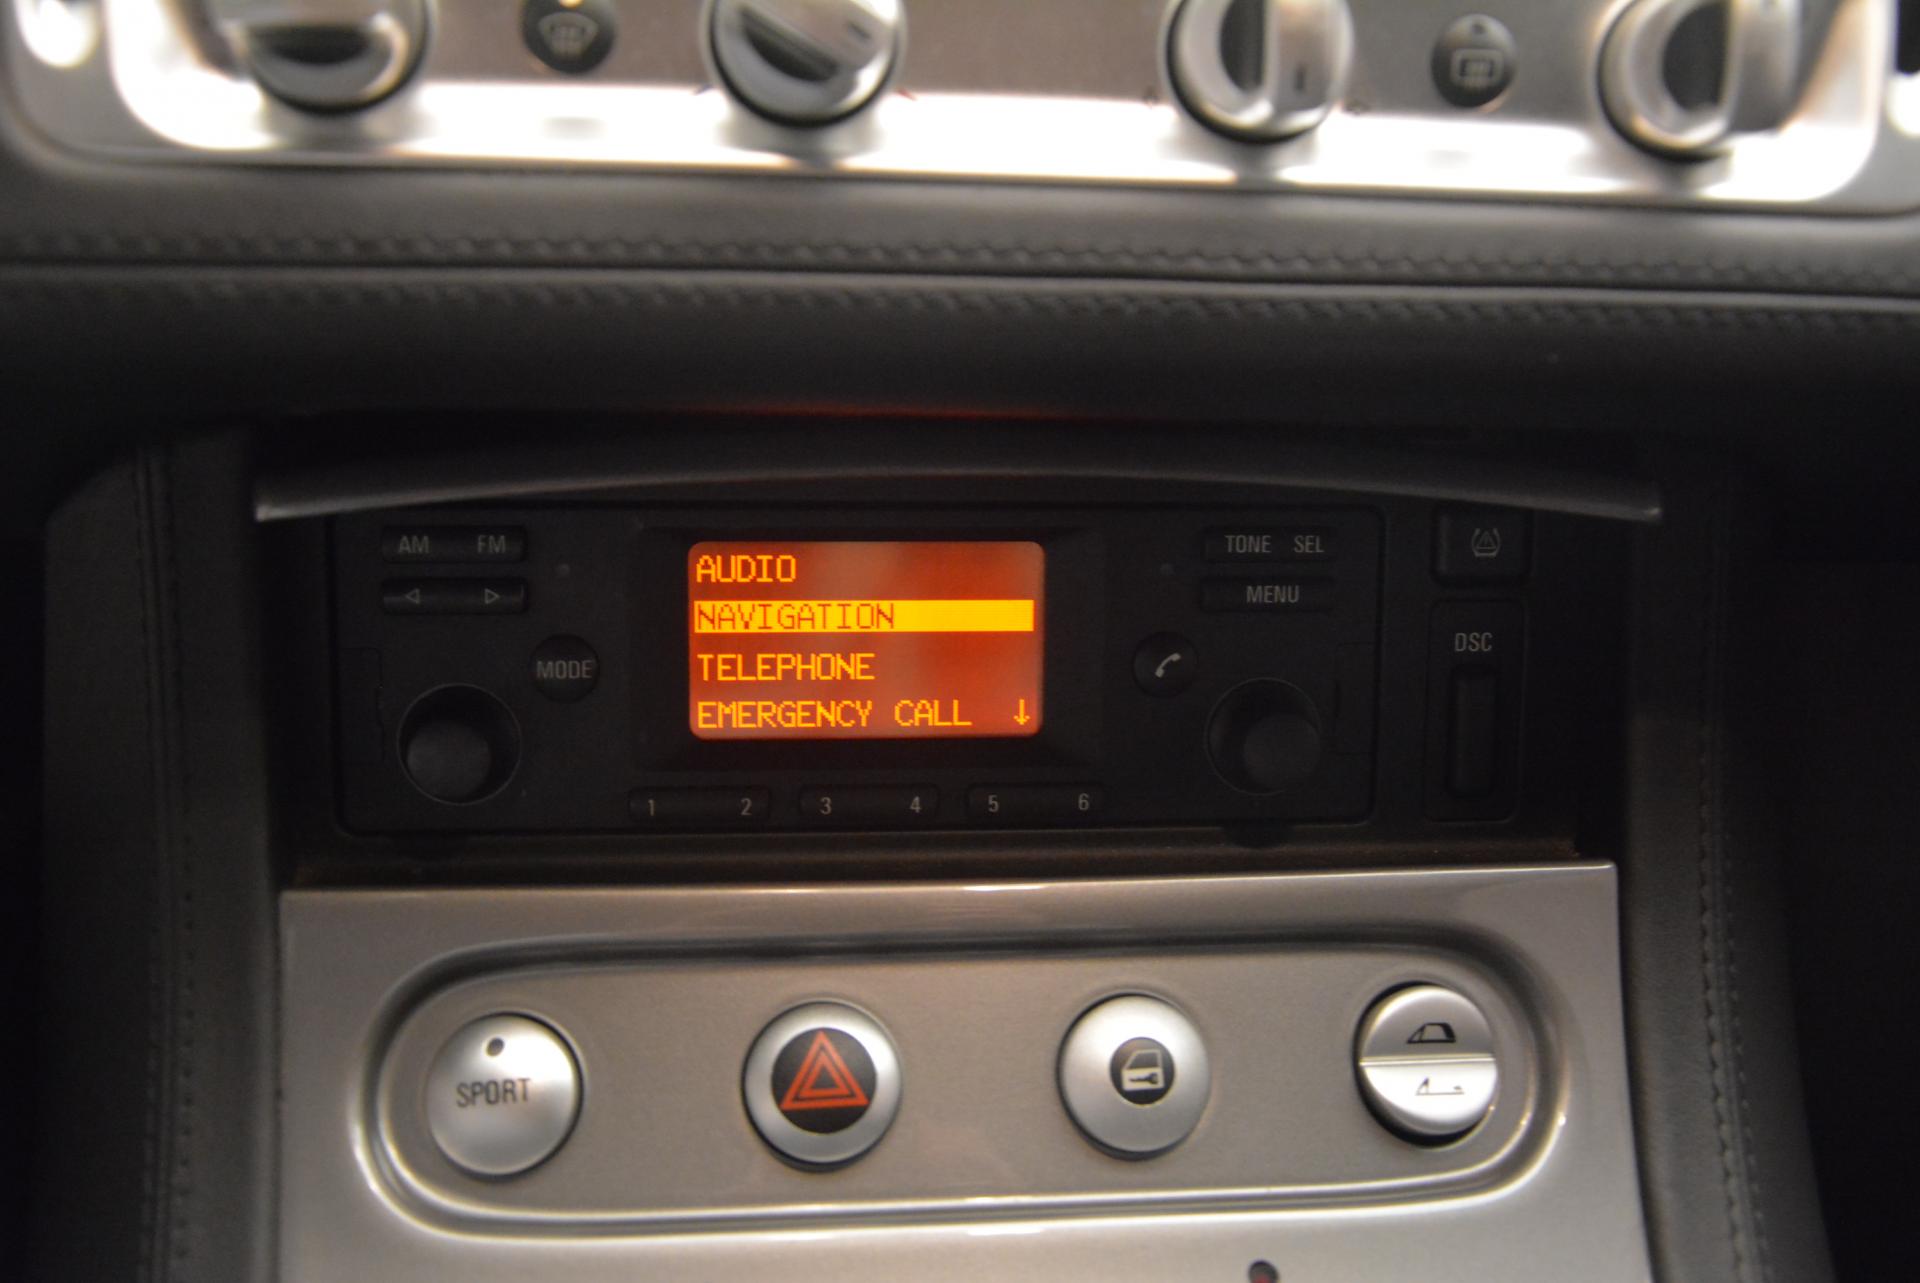 AM FM
TONE SEL
MENU
DSC
MODE
AUDIO
NAVIGATION
TELEPHONE
EMERGENCY CALL ↓
1 2 3 4 5 6
SPORT